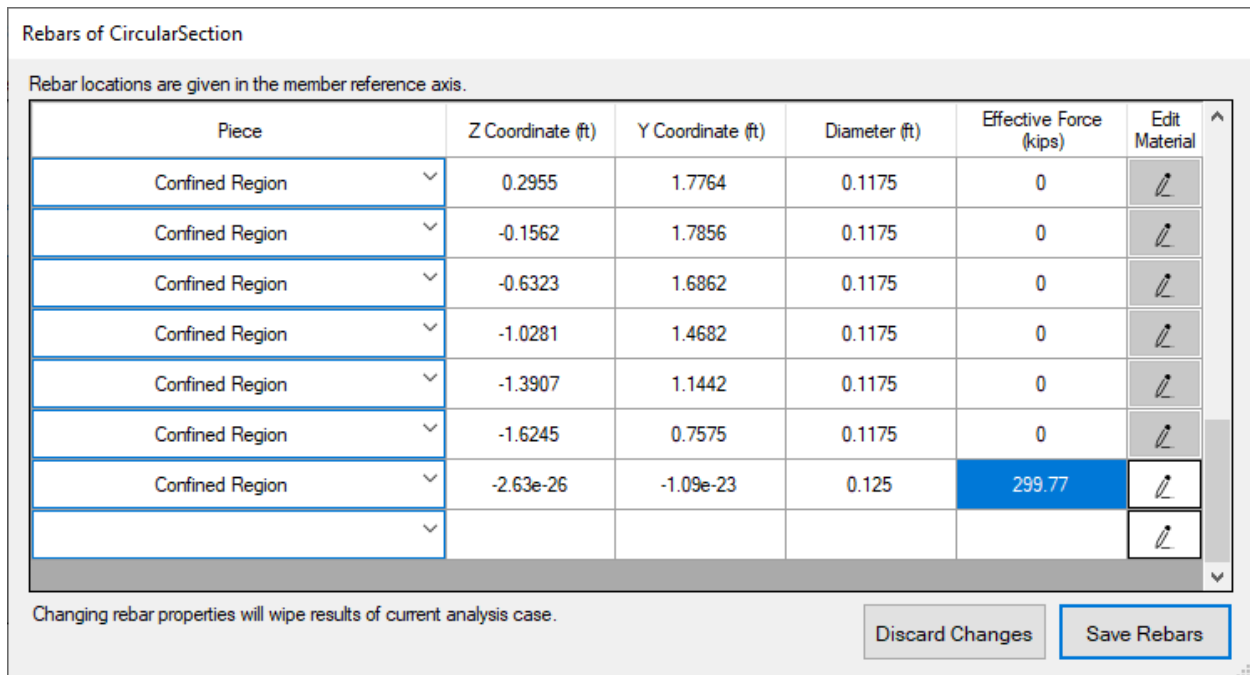 Rebars of CircularSection
Rebar locations are given in the member reference axis.
Piece Z Coordinate (ft) Y Coordinate (ft) Diameter (ft) Effective Force (kips) Edit Material
Confined Region 0.2955 1.7764 0.1175 0
Confined Region -0.1562 1.7856 0.1175 0
Confined Region -0.6323 1.6862 0.1175 0
Confined Region -1.0281 1.4682 0.1175 0
Confined Region -1.3907 1.1442 0.1175 0
Confined Region -1.6245 0.7575 0.1175 0
Confined Region -2.63e-26 -1.09e-23 0.125 299.77
Changing rebar properties will wipe results of current analysis case.
Discard Changes Save Rebars